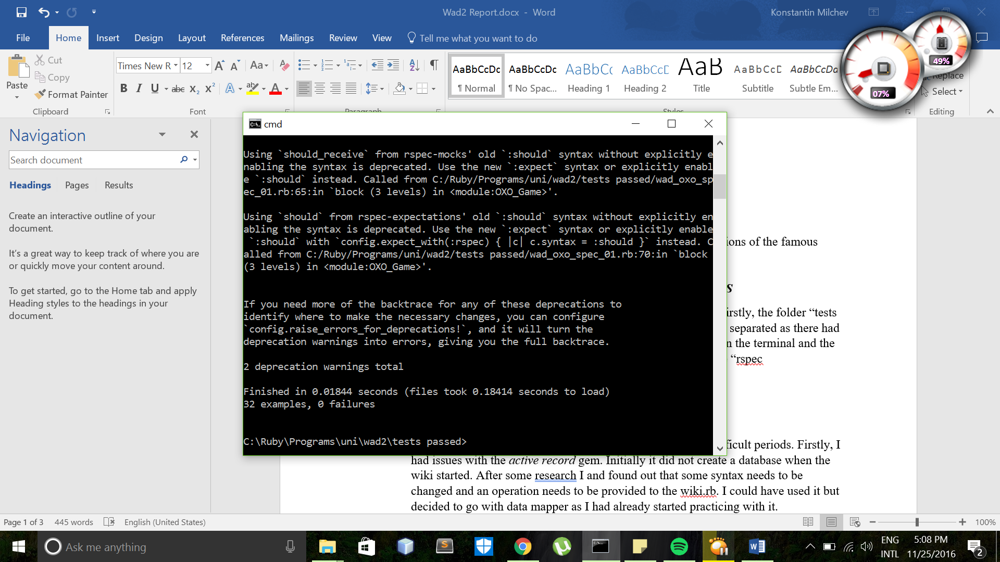 Wad2 Report.docx - Word
Konstantin Milchev
File
Home
Insert
Design
Layout
References
Mailings
Review
View
Tell me what you want to do
Paste
Cut
Copy
Format Painter
Clipboard
Times New R
12
Font
Paragraph
AaBbCcDc
¶ Normal
AaBbCcDc
¶ No Spac...
Heading 1
AaBbCcD
Heading 2
AaB
Title
AaBbCcD
Subtitle
AaBbCcDa
Subtle Em...
Styles
Replace
Select
Editing
49%
07%
Navigation
Search document
Headings
Pages
Results
Create an interactive outline of your
document.
It's a great way to keep track of where you are
or quickly move your content around.
To get started, go to the Home tab and apply
Heading styles to the headings in your
document.
cmd
Using `should_receive` from rspec-mocks' old `:should` syntax without explicitly e
nabling the syntax is deprecated. Use the new `:expect` syntax or explicitly enabl
e `:should` instead. Called from C:/Ruby/Programs/uni/wad2/tests passed/wad_oxo_sp
ec_01.rb:65:in `block (3 levels) in <module:OXO_Game>'.
Using `should` from rspec-expectations' old `:should` syntax without explicitly en
abling the syntax is deprecated. Use the new `:expect` syntax or explicitly enable
 `:should` with `config.expect_with(:rspec) { |c| c.syntax = :should }` instead. C
alled from C:/Ruby/Programs/uni/wad2/tests passed/wad_oxo_spec_01.rb:70:in `block
(3 levels) in <module:OXO_Game>'.
If you need more of the backtrace for any of these deprecations to
identify where to make the necessary changes, you can configure
`config.raise_errors_for_deprecations!`, and it will turn the
deprecation warnings into errors, giving you the full backtrace.
2 deprecation warnings total
Finished in 0.01844 seconds (files took 0.18414 seconds to load)
32 examples, 0 failures
C:\Ruby\Programs\uni\wad2\tests passed>
ions of the famous
s
irstly, the folder “tests
separated as there had
n the terminal and the
“rspec
ficult periods. Firstly, I
had issues with the active record gem. Initially it did not create a database when the
wiki started. After some research I and found out that some syntax needs to be
changed and an operation needs to be provided to the wiki.rb. I could have used it but
decided to go with data mapper as I had already started practicing with it.
Page 1 of 3
445 words
English (United States)
100%
Ask me anything
ENG
INTL
5:08 PM
11/25/2016
2